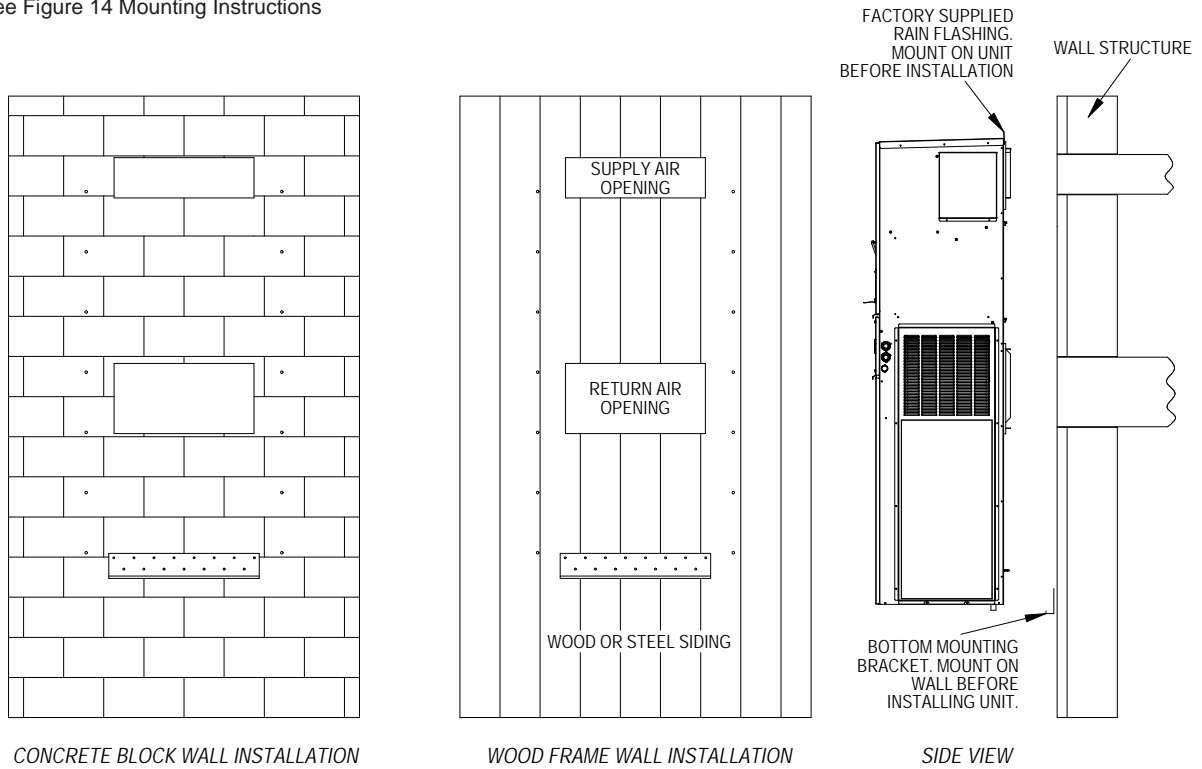 ee Figure 14 Mounting Instructions
FACTORY SUPPLIED
RAIN FLASHING.
MOUNT ON UNIT
BEFORE INSTALLATION
WALL STRUCTURE
SUPPLY AIR
OPENING
RETURN AIR
OPENING
WOOD OR STEEL SIDING
BOTTOM MOUNTING
BRACKET. MOUNT ON
WALL BEFORE
INSTALLING UNIT.
CONCRETE BLOCK WALL INSTALLATION
WOOD FRAME WALL INSTALLATION
SIDE VIEW